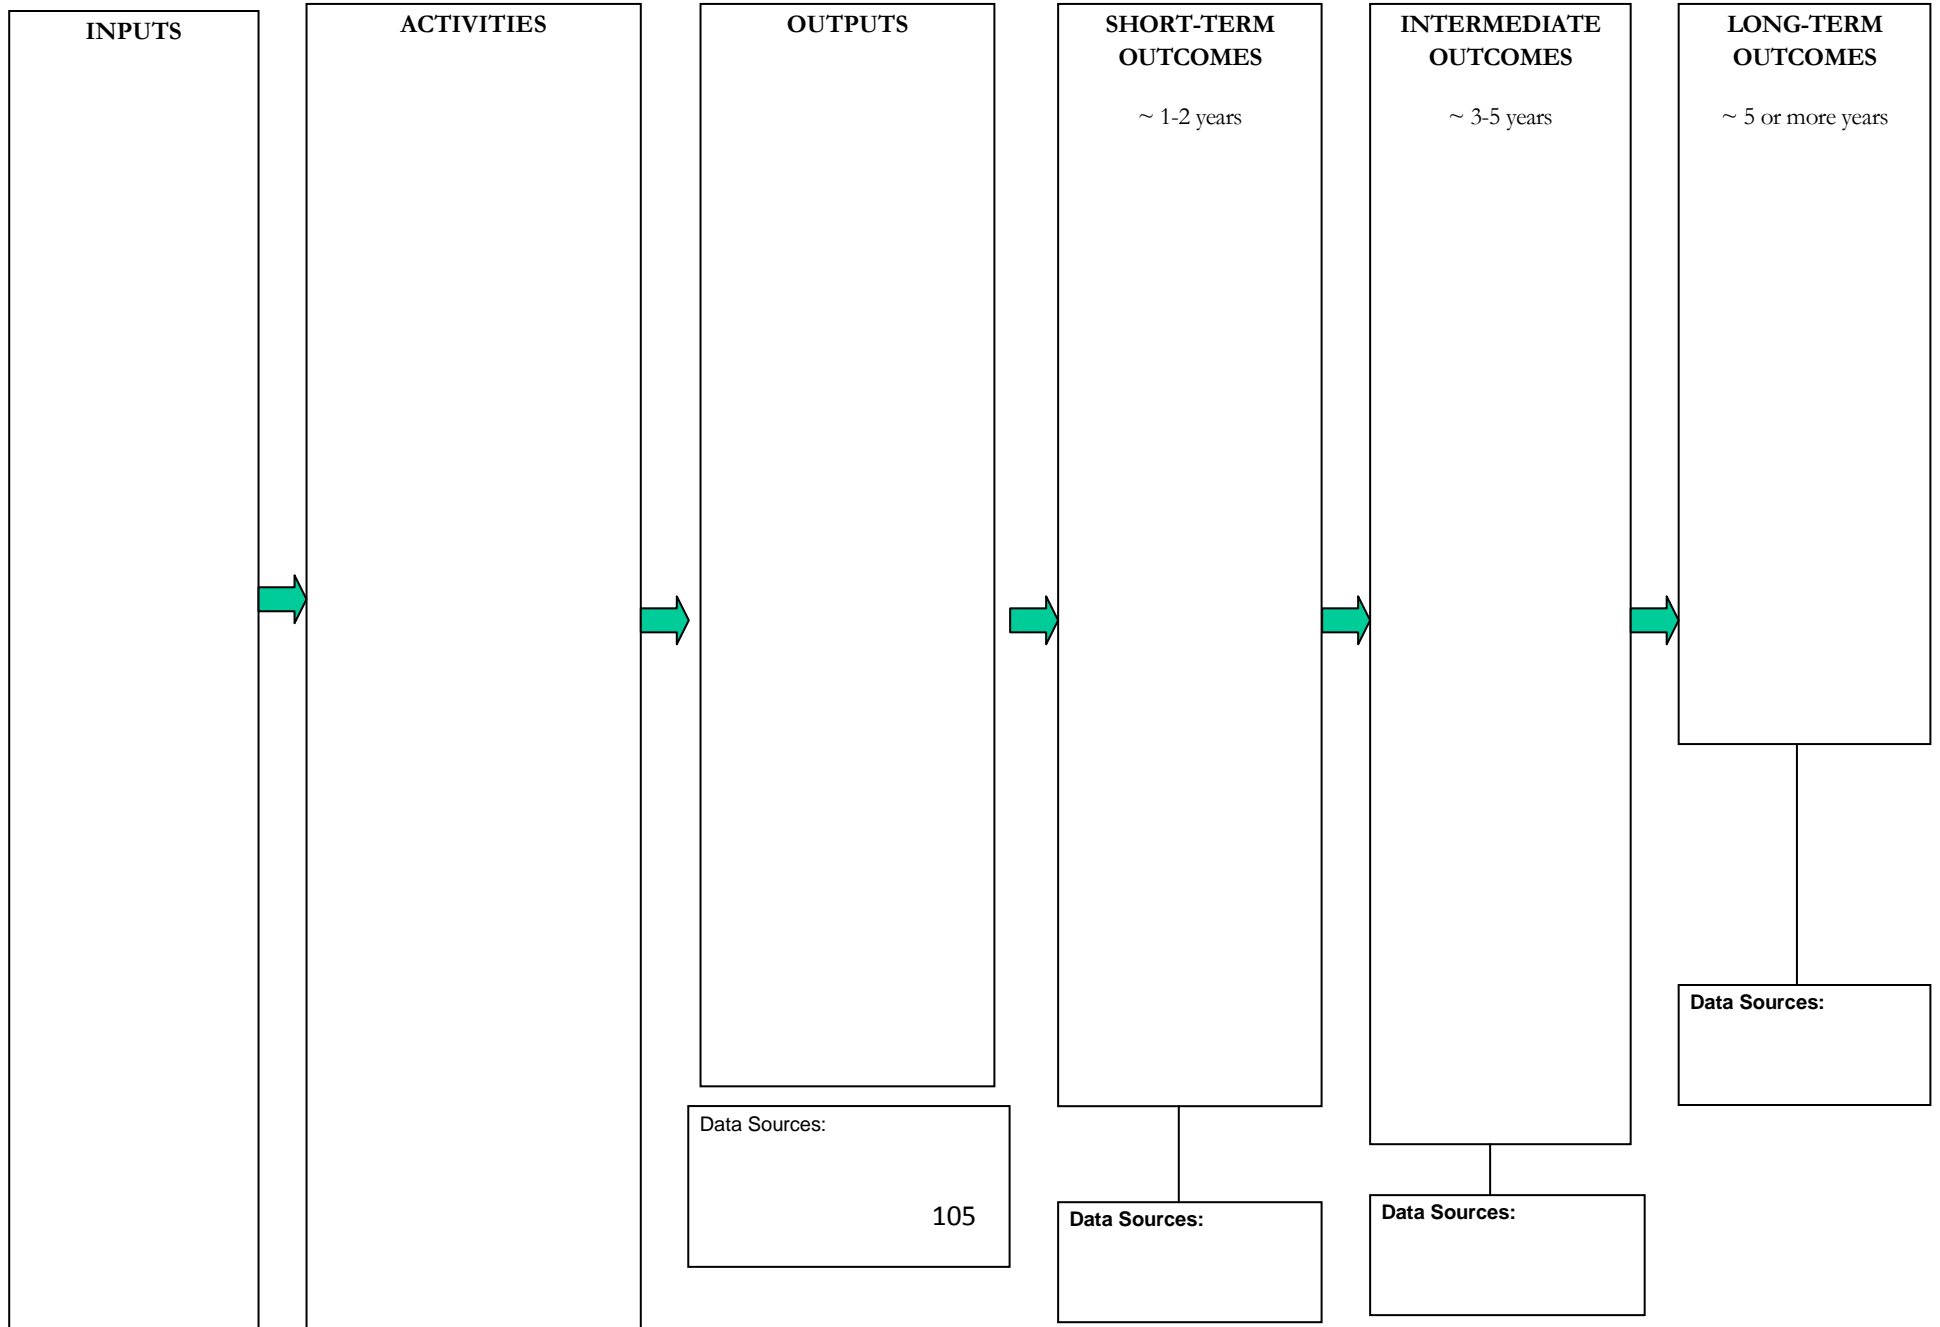 INPUTS
ACTIVITIES
OUTPUTS
SHORT-TERM
OUTCOMES
~ 1-2 years
INTERMEDIATE
OUTCOMES
~ 3-5 years
LONG-TERM
OUTCOMES
~ 5 or more years
Data Sources:
105
Data Sources:
Data Sources:
Data Sources: